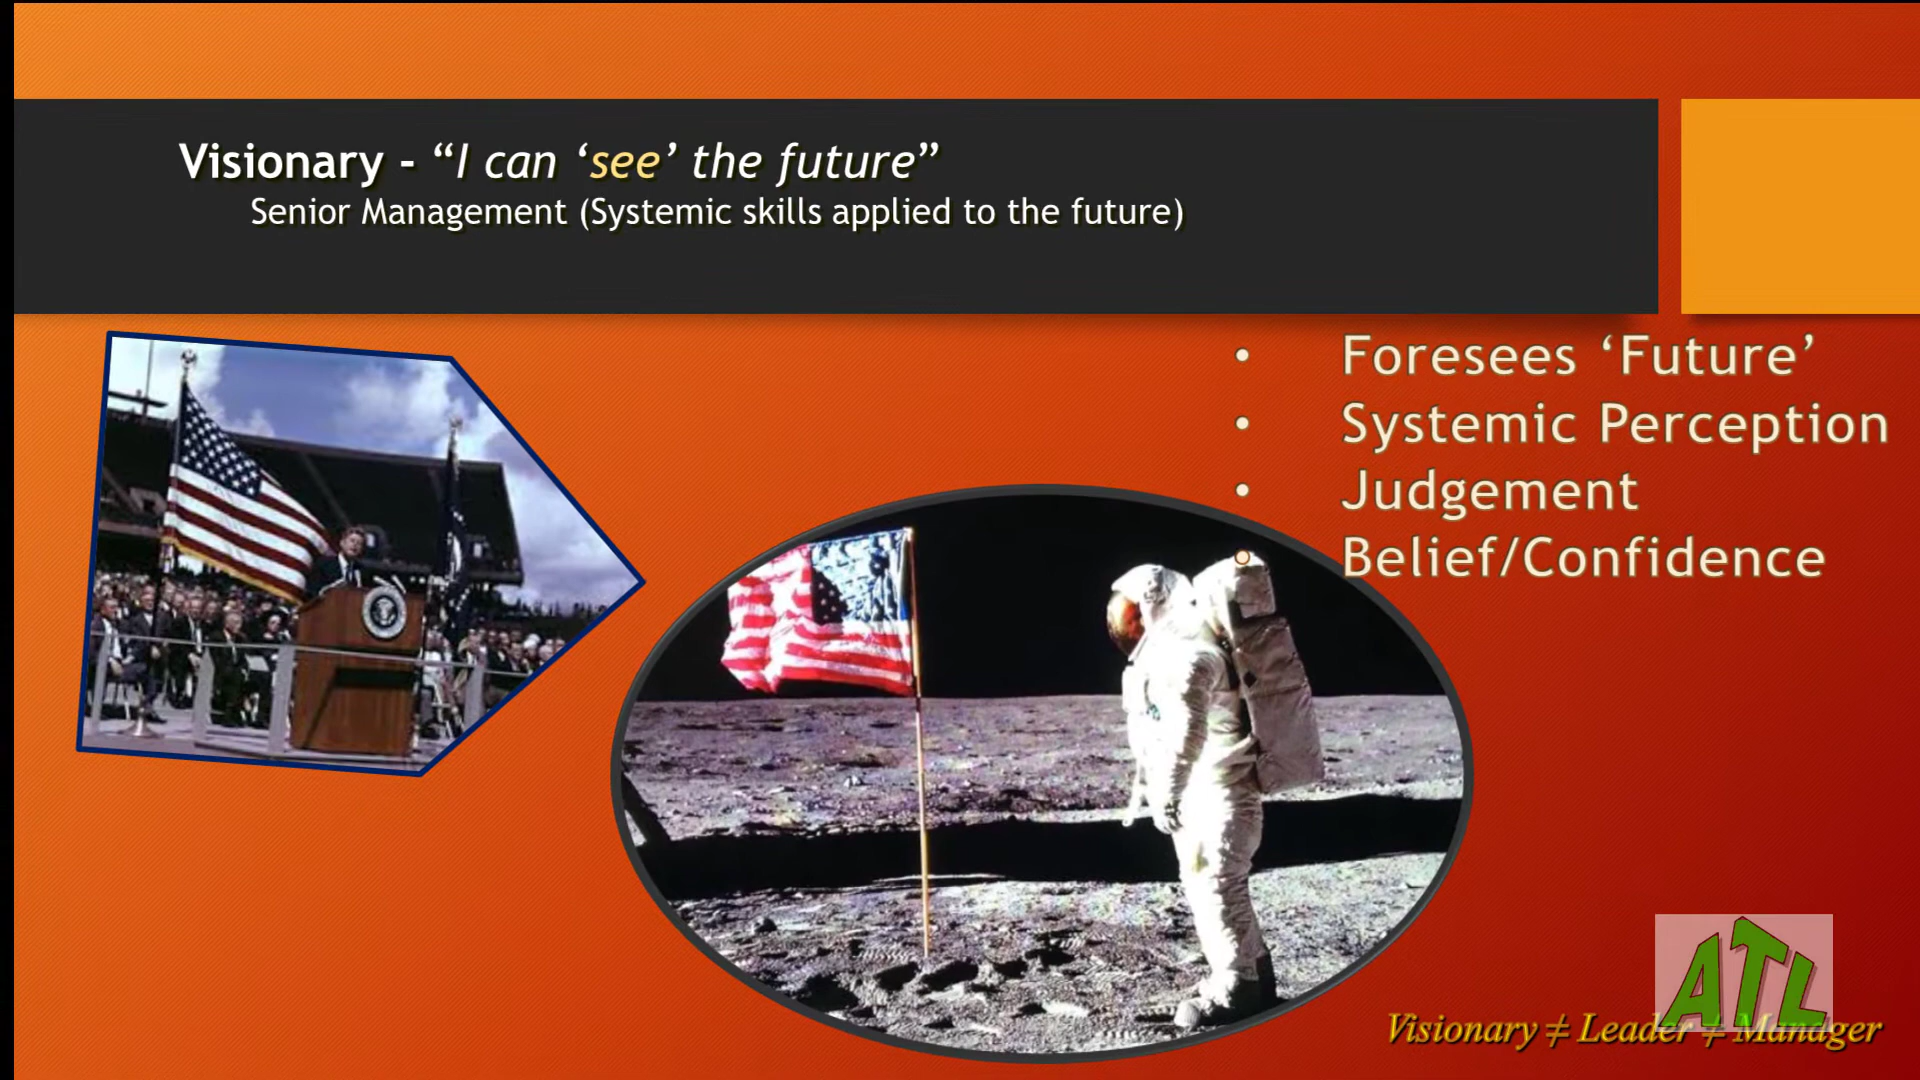 Visionary - “I can ‘see’ the future”
Senior Management (Systemic skills applied to the future)
• Foresees ‘Future’
• Systemic Perception
• Judgement
• Belief/Confidence
ATL
Visionary ≠ Leader ≠ Manager